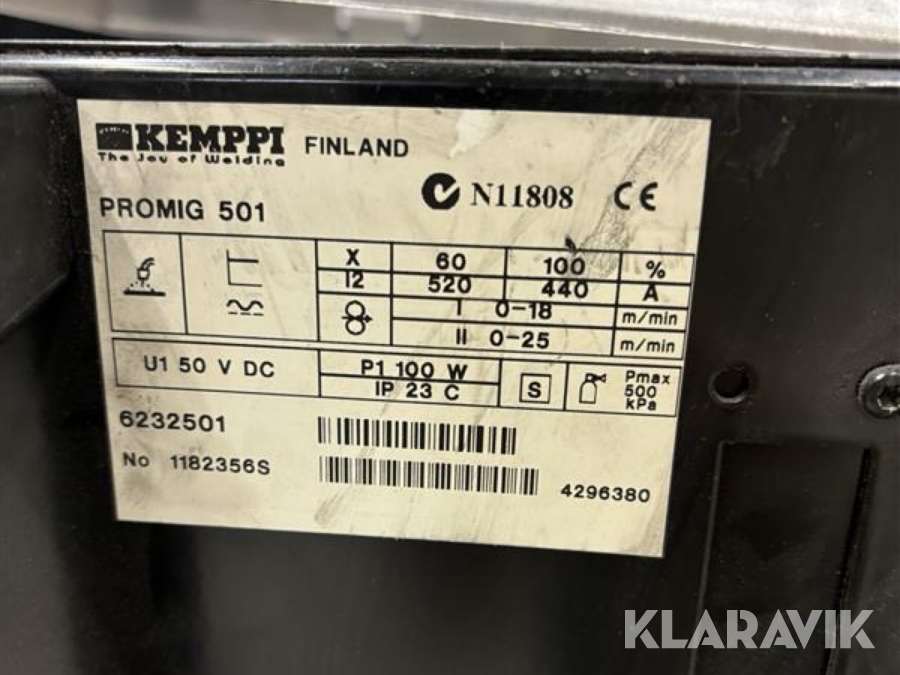 KEMPPI FINLAND
The Joy of Welding
N11808 CE
PROMIG 501
X 60 100 %
I2 520 440 A
I 0-18 m/min
II 0-25 m/min
U1 50 V DC P1 100 W
IP 23 C
S
Pmax
500
kPa
6232501
No 1182356S
4296380
KLARAVIK